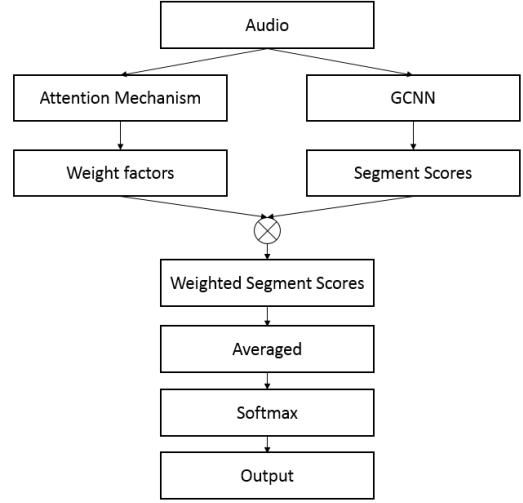 Audio
Attention Mechanism
GCNN
Weight factors
Segment Scores
Weighted Segment Scores
Averaged
Softmax
Output